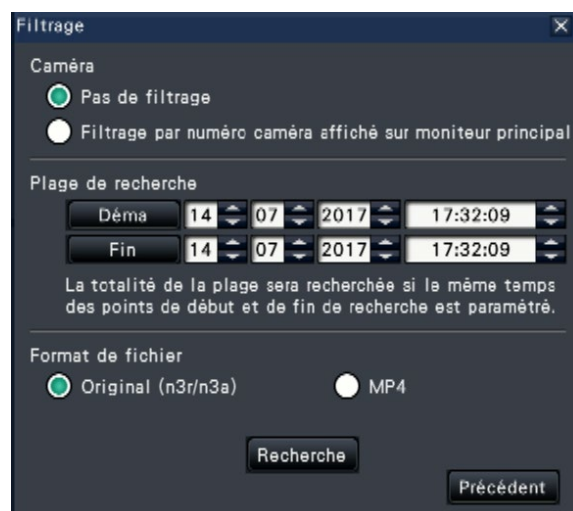 Filtrage
Caméra
Pas de filtrage
Filtrage par numéro caméra affiché sur moniteur principal
Plage de recherche
Déma 14 07 2017 17:32:09
Fin 14 07 2017 17:32:09
La totalité de la plage sera recherchée si le même temps
des points de début et de fin de recherche est paramétré.
Format de fichier
Original (n3r/n3a) MP4
Recherche
Précédent